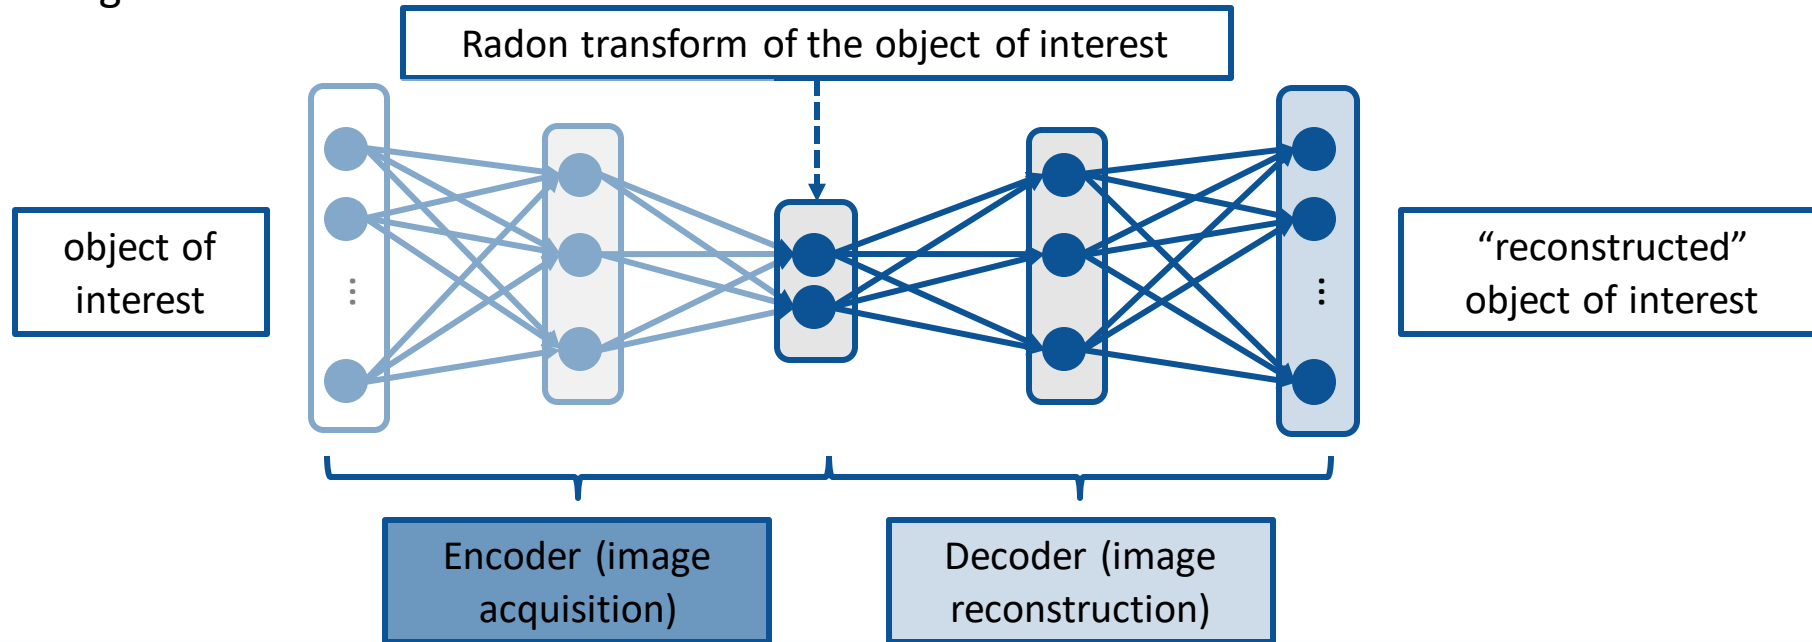 Radon transform of the object of interest
object of
interest
...
"reconstructed"
object of interest
...
Encoder (image
acquisition)
Decoder (image
reconstruction)